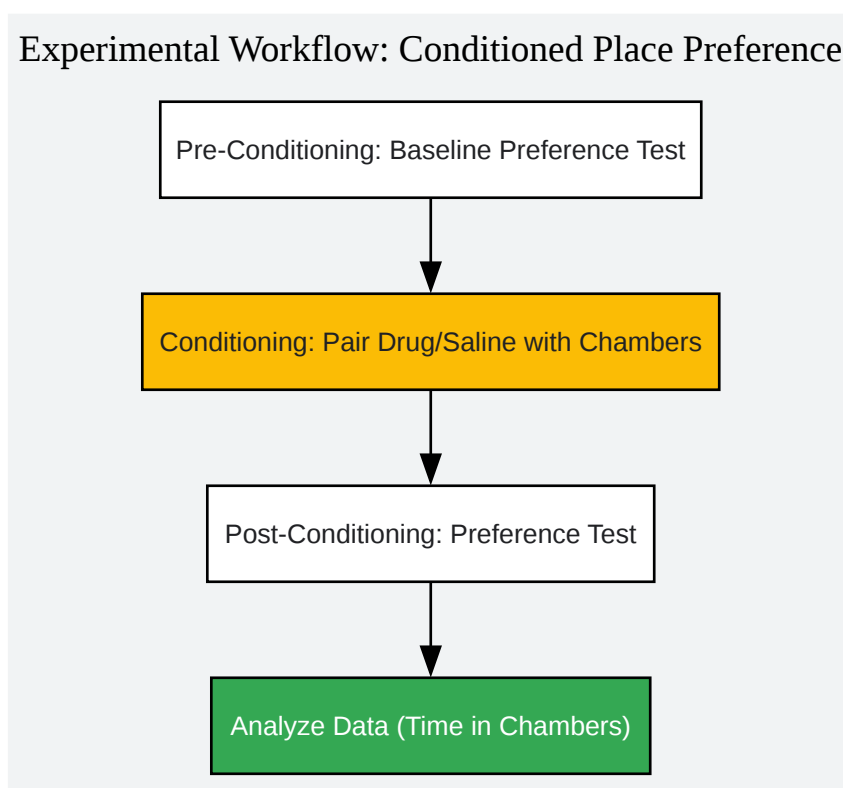 Experimental Workflow: Conditioned Place Preference
Pre-Conditioning: Baseline Preference Test
Conditioning: Pair Drug/Saline with Chambers
Post-Conditioning: Preference Test
Analyze Data (Time in Chambers)